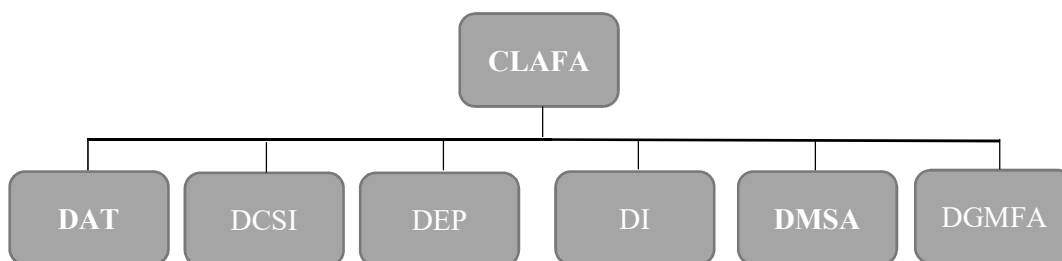 CLAFA
DAT
DCSI
DEP
DI
DMSA
DGMFA